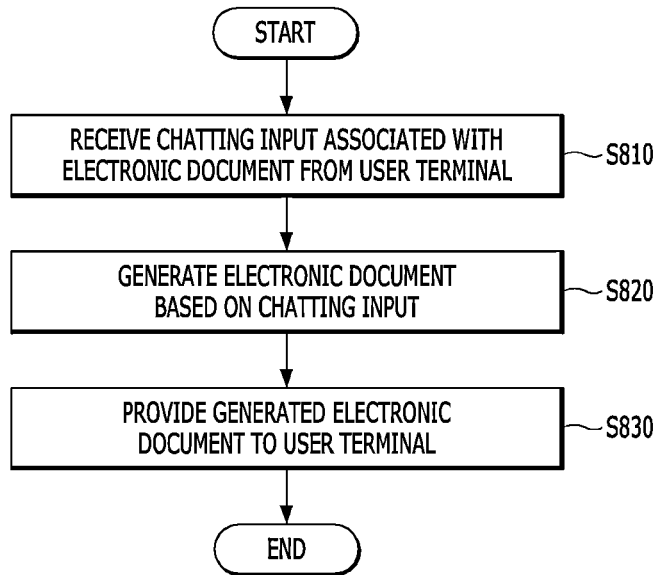 START
RECEIVE CHATTING INPUT ASSOCIATED WITH
ELECTRONIC DOCUMENT FROM USER TERMINAL
S810
GENERATE ELECTRONIC DOCUMENT
BASED ON CHATTING INPUT
S820
PROVIDE GENERATED ELECTRONIC
DOCUMENT TO USER TERMINAL
S830
END